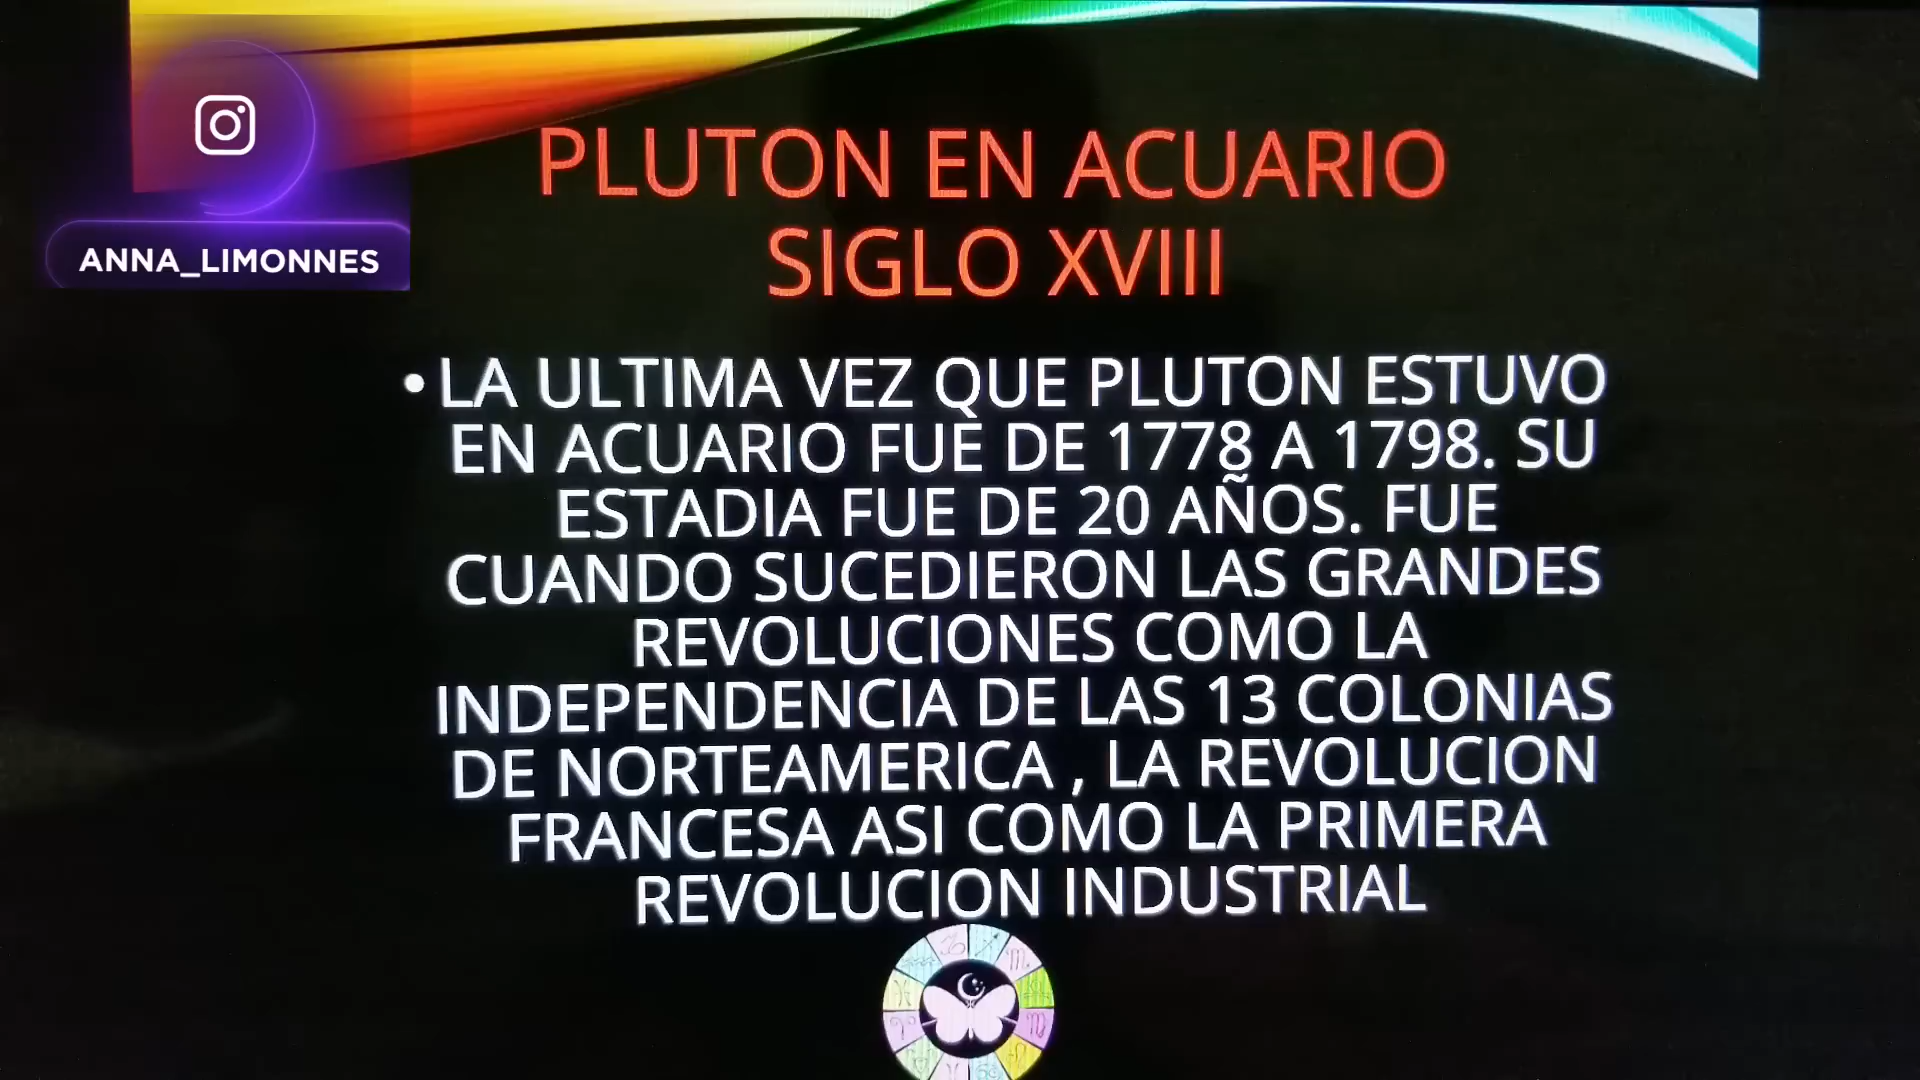 ANNA_LIMONNES
PLUTON EN ACUARIO
SIGLO XVIII
• LA ULTIMA VEZ QUE PLUTON ESTUVO
EN ACUARIO FUE DE 1778 A 1798. SU
ESTADIA FUE DE 20 AÑOS. FUE
CUANDO SUCEDIERON LAS GRANDES
REVOLUCIONES COMO LA
INDEPENDENCIA DE LAS 13 COLONIAS
DE NORTEAMERICA , LA REVOLUCION
FRANCESA ASI COMO LA PRIMERA
REVOLUCION INDUSTRIAL